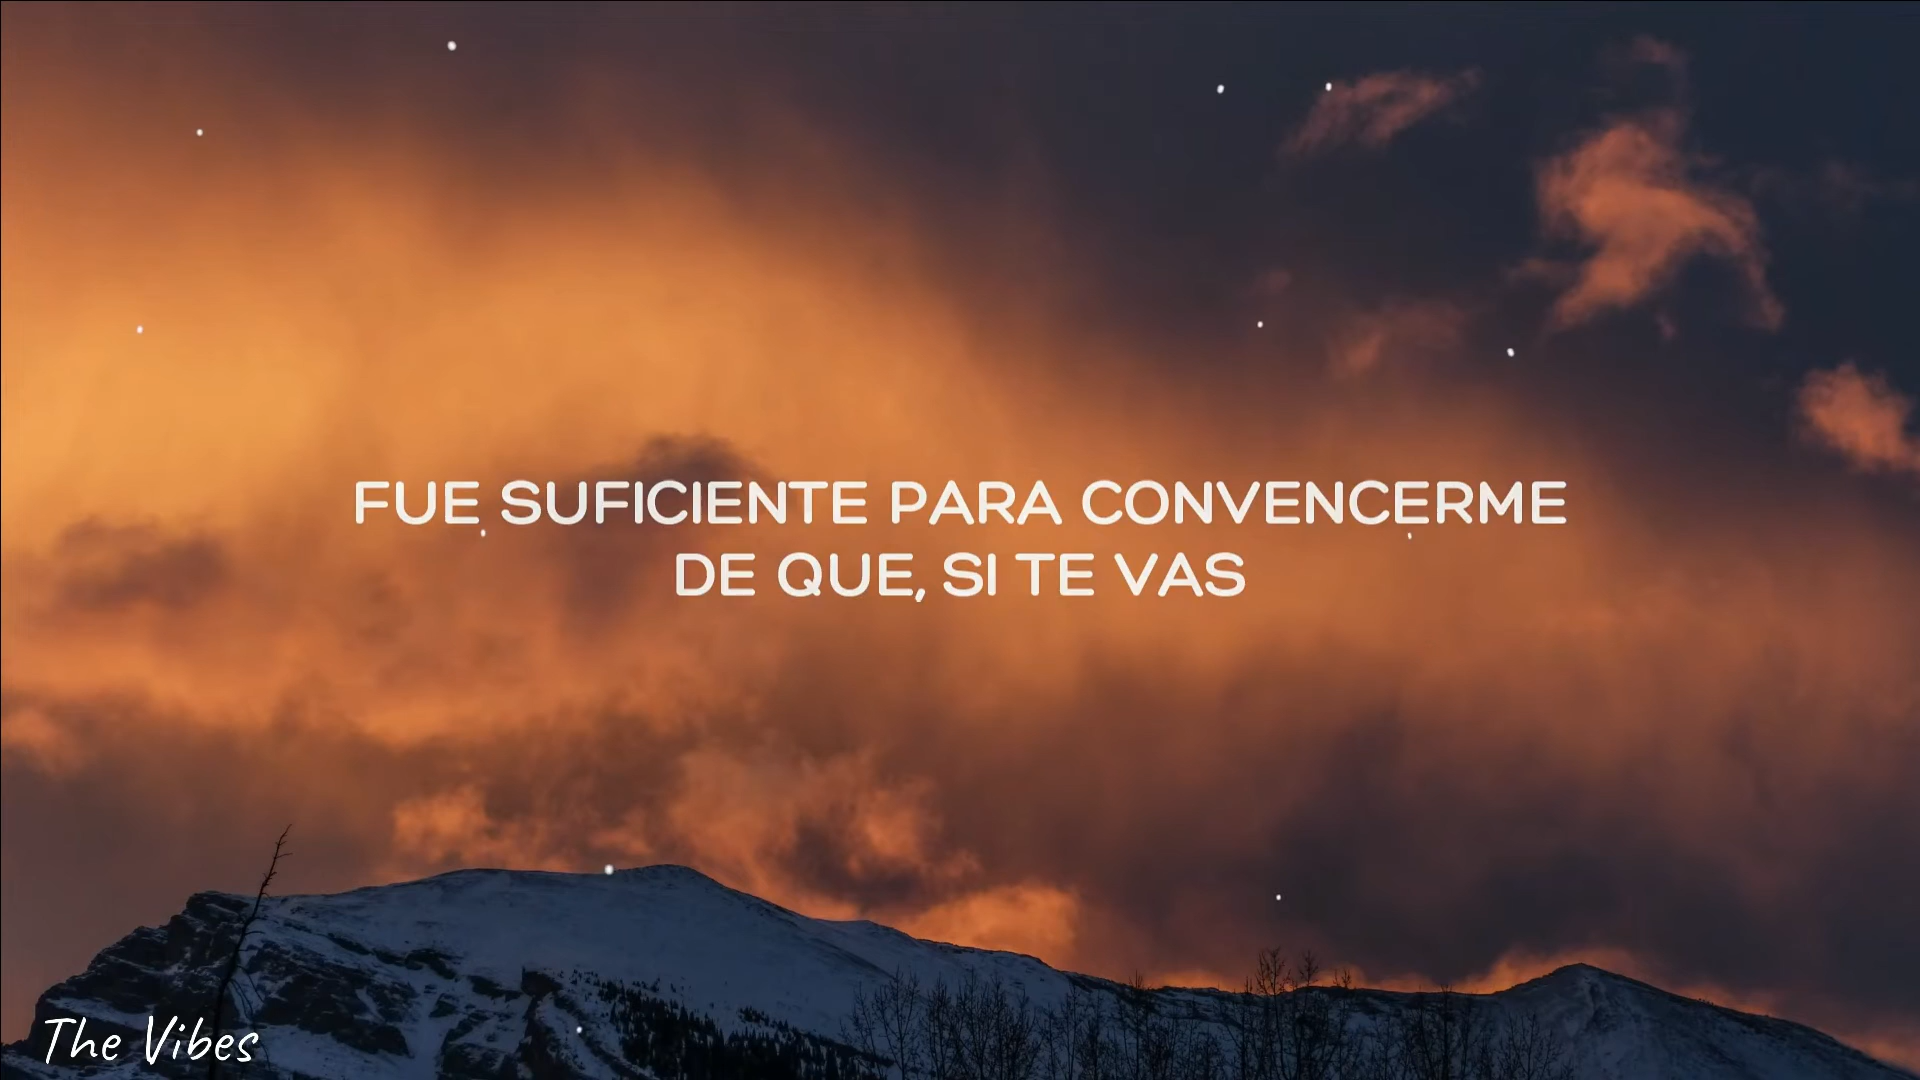 FUE SUFICIENTE PARA CONVENCERME
DE QUE, SI TE VAS
The Vibes